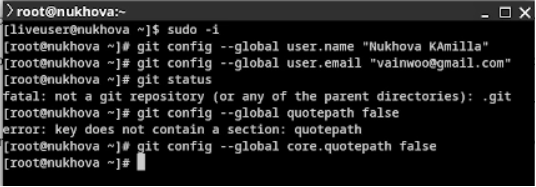 root@nukhova:~
[liveuser@nukhova ~]$ sudo -i
[root@nukhova ~]# git config --global user.name "Nukhova KAmilla"
[root@nukhova ~]# git config --global user.email "vainwoo@gmail.com"
[root@nukhova ~]# git status
fatal: not a git repository (or any of the parent directories): .git
[root@nukhova ~]# git config --global quotepath false
error: key does not contain a section: quotepath
[root@nukhova ~]# git config --global core.quotepath false
[root@nukhova ~]#